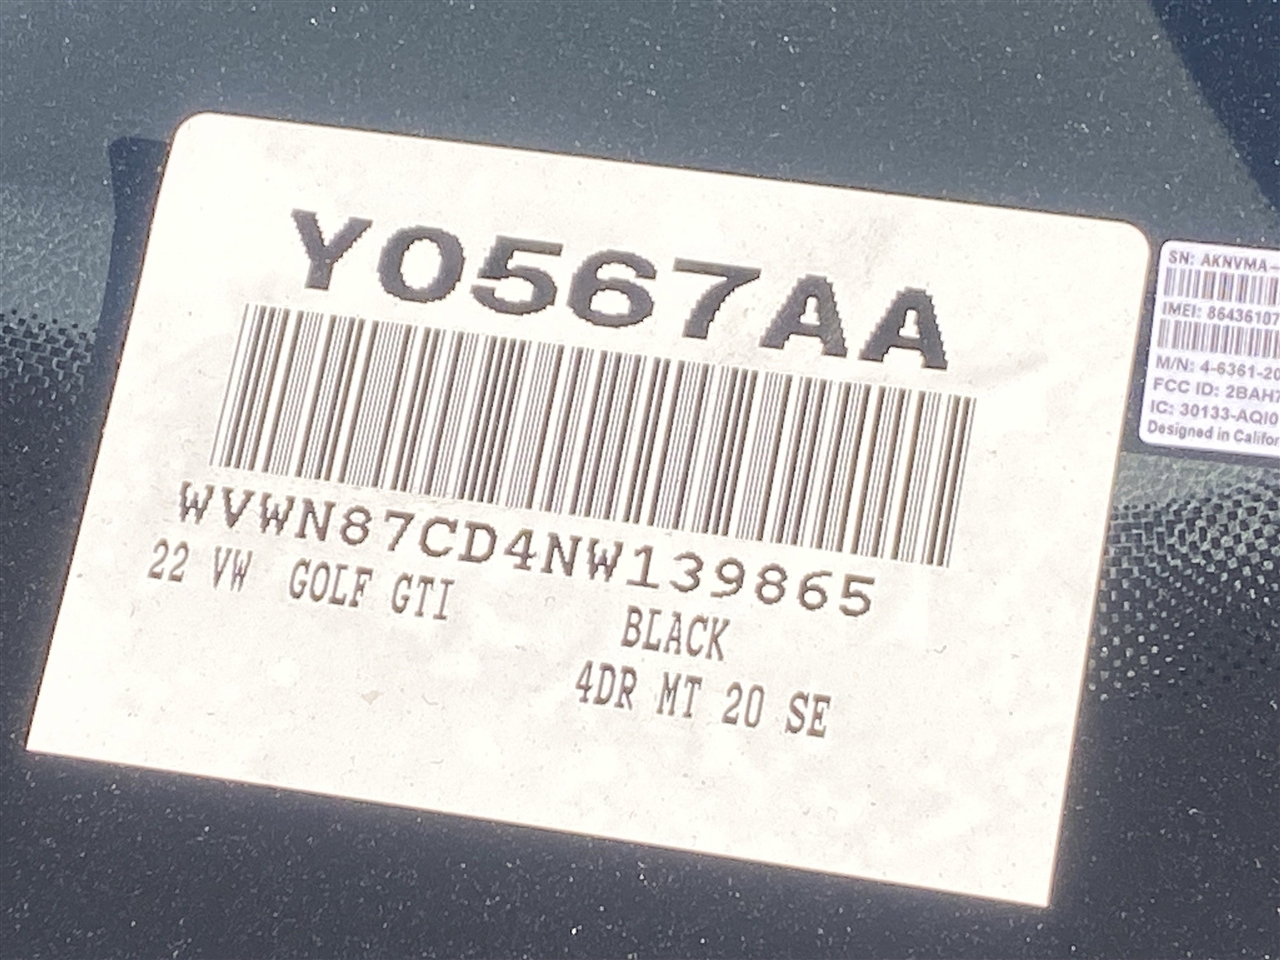 Y0567AA
WVWN87CD4NW139865
22 VW GOLF GTI
BLACK
4DR MT 20 SE
SN: AKNVMA-
IMEI: 86436107
M/N: 4-6361-20
FCC ID: 2BAH7
IC: 30133-AQI0
Designed in Califor